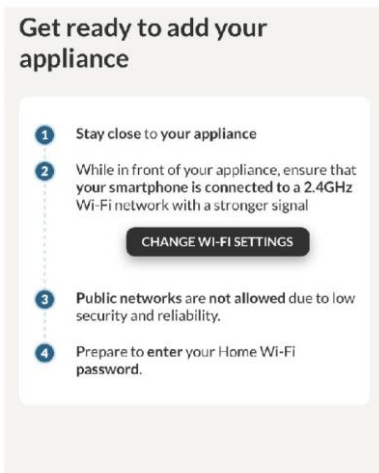 Get ready to add your
appliance
1 Stay close to your appliance
2 While in front of your appliance, ensure that
your smartphone is connected to a 2.4GHz
Wi-Fi network with a stronger signal
CHANGE WI-FI SETTINGS
3 Public networks are not allowed due to low
security and reliability.
4 Prepare to enter your Home Wi-Fi
password.